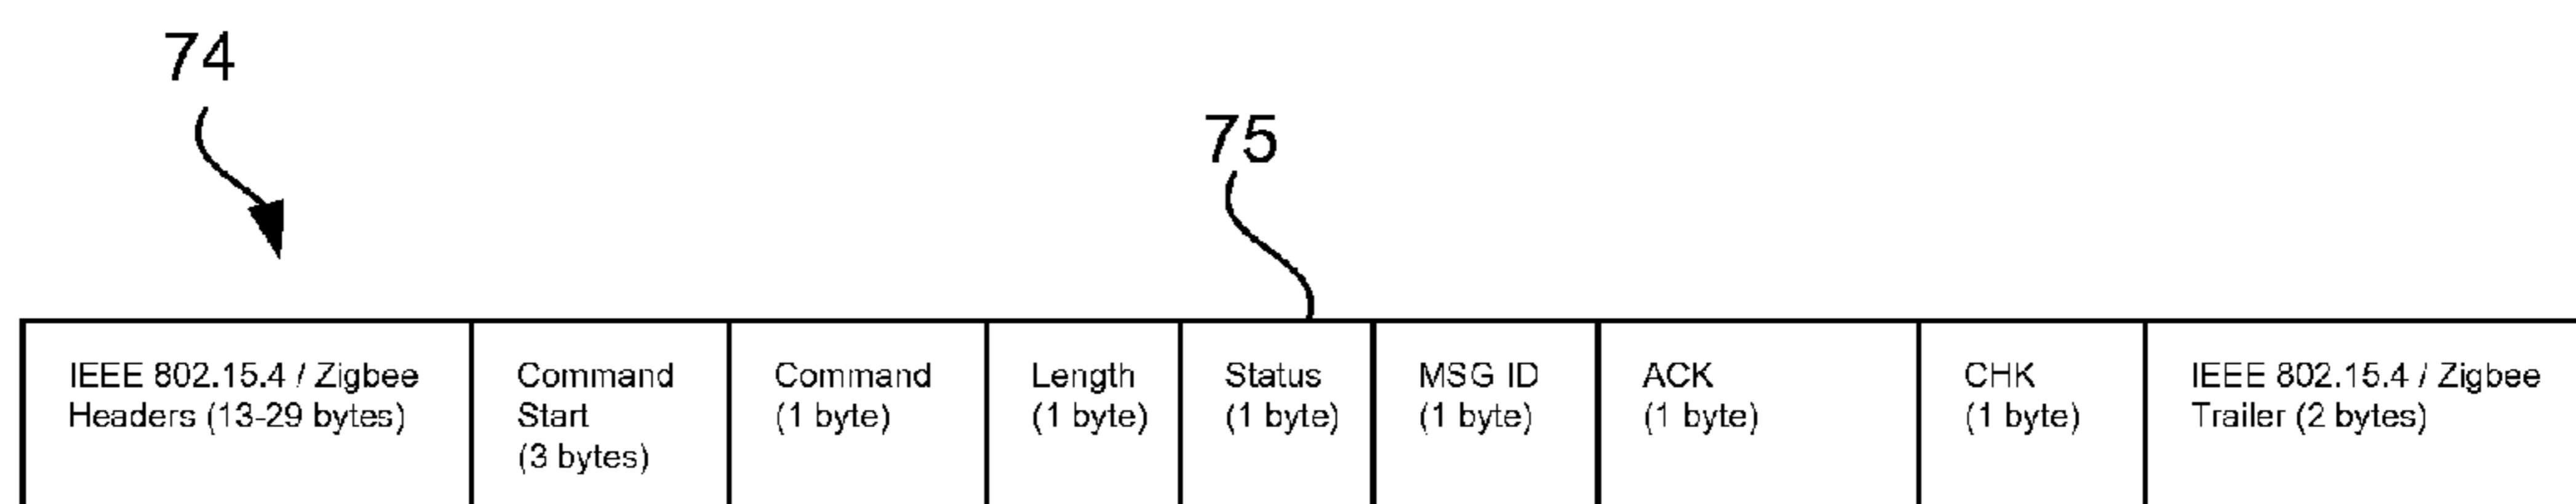 74
75
IEEE 802.15.4 / Zigbee
Headers (13-29 bytes)
Command
Start
(3 bytes)
Command
(1 byte)
Length
(1 byte)
Status
(1 byte)
MSG ID
(1 byte)
ACK
(1 byte)
CHK
(1 byte)
IEEE 802.15.4 / Zigbee
Trailer (2 bytes)